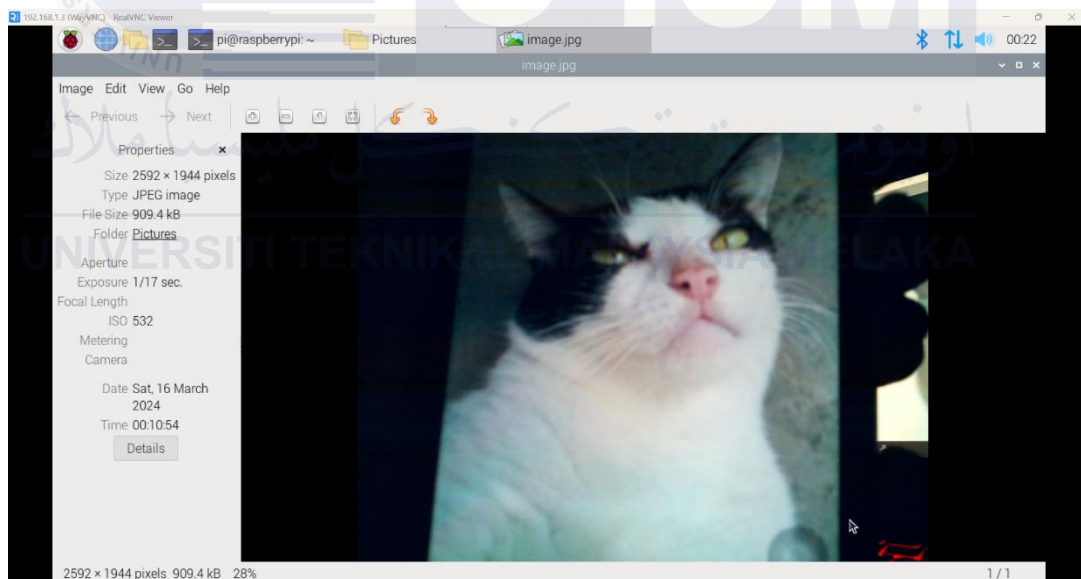 192.168.1.3 (WayVNC) - RealVNC Viewer
pi@raspberrypi: ~ Pictures image.jpg 00:22
image.jpg
Image Edit View Go Help
Previous Next
Properties
Size 2592 × 1944 pixels
Type JPEG image
File Size 909.4 kB
Folder Pictures
Aperture
Exposure 1/17 sec.
Focal Length
ISO 532
Metering
Camera
Date Sat, 16 March
2024
Time 00:10:54
Details
UNIVERSITI TEKNIKAL MALAYSIA MELAKA
2592 × 1944 pixels 909.4 kB 28% 1 / 1